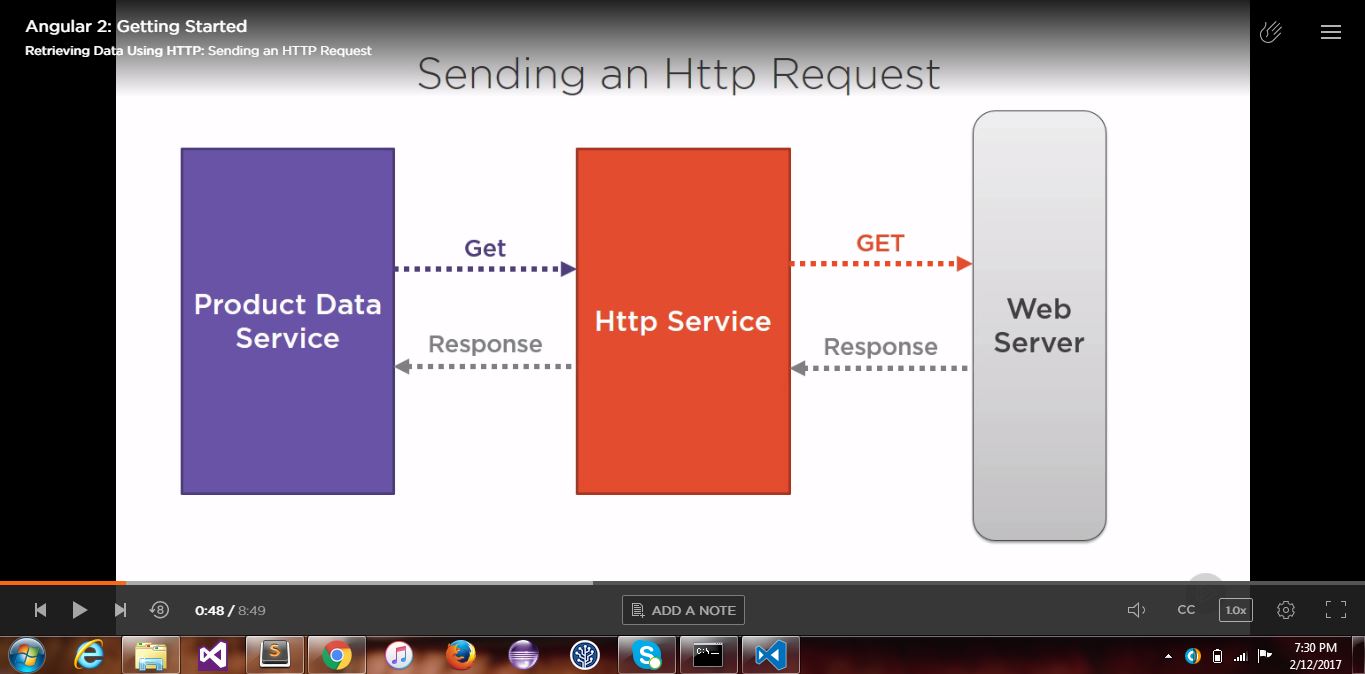 Angular 2: Getting Started
Retrieving Data Using HTTP: Sending an HTTP Request
Sending an Http Request
Product Data
Service
Get
Response
Http Service
GET
Response
Web
Server
8
0:48 / 8:49
ADD A NOTE
CC
1.0x
S
C:\_
S
7:30 PM
2/12/2017